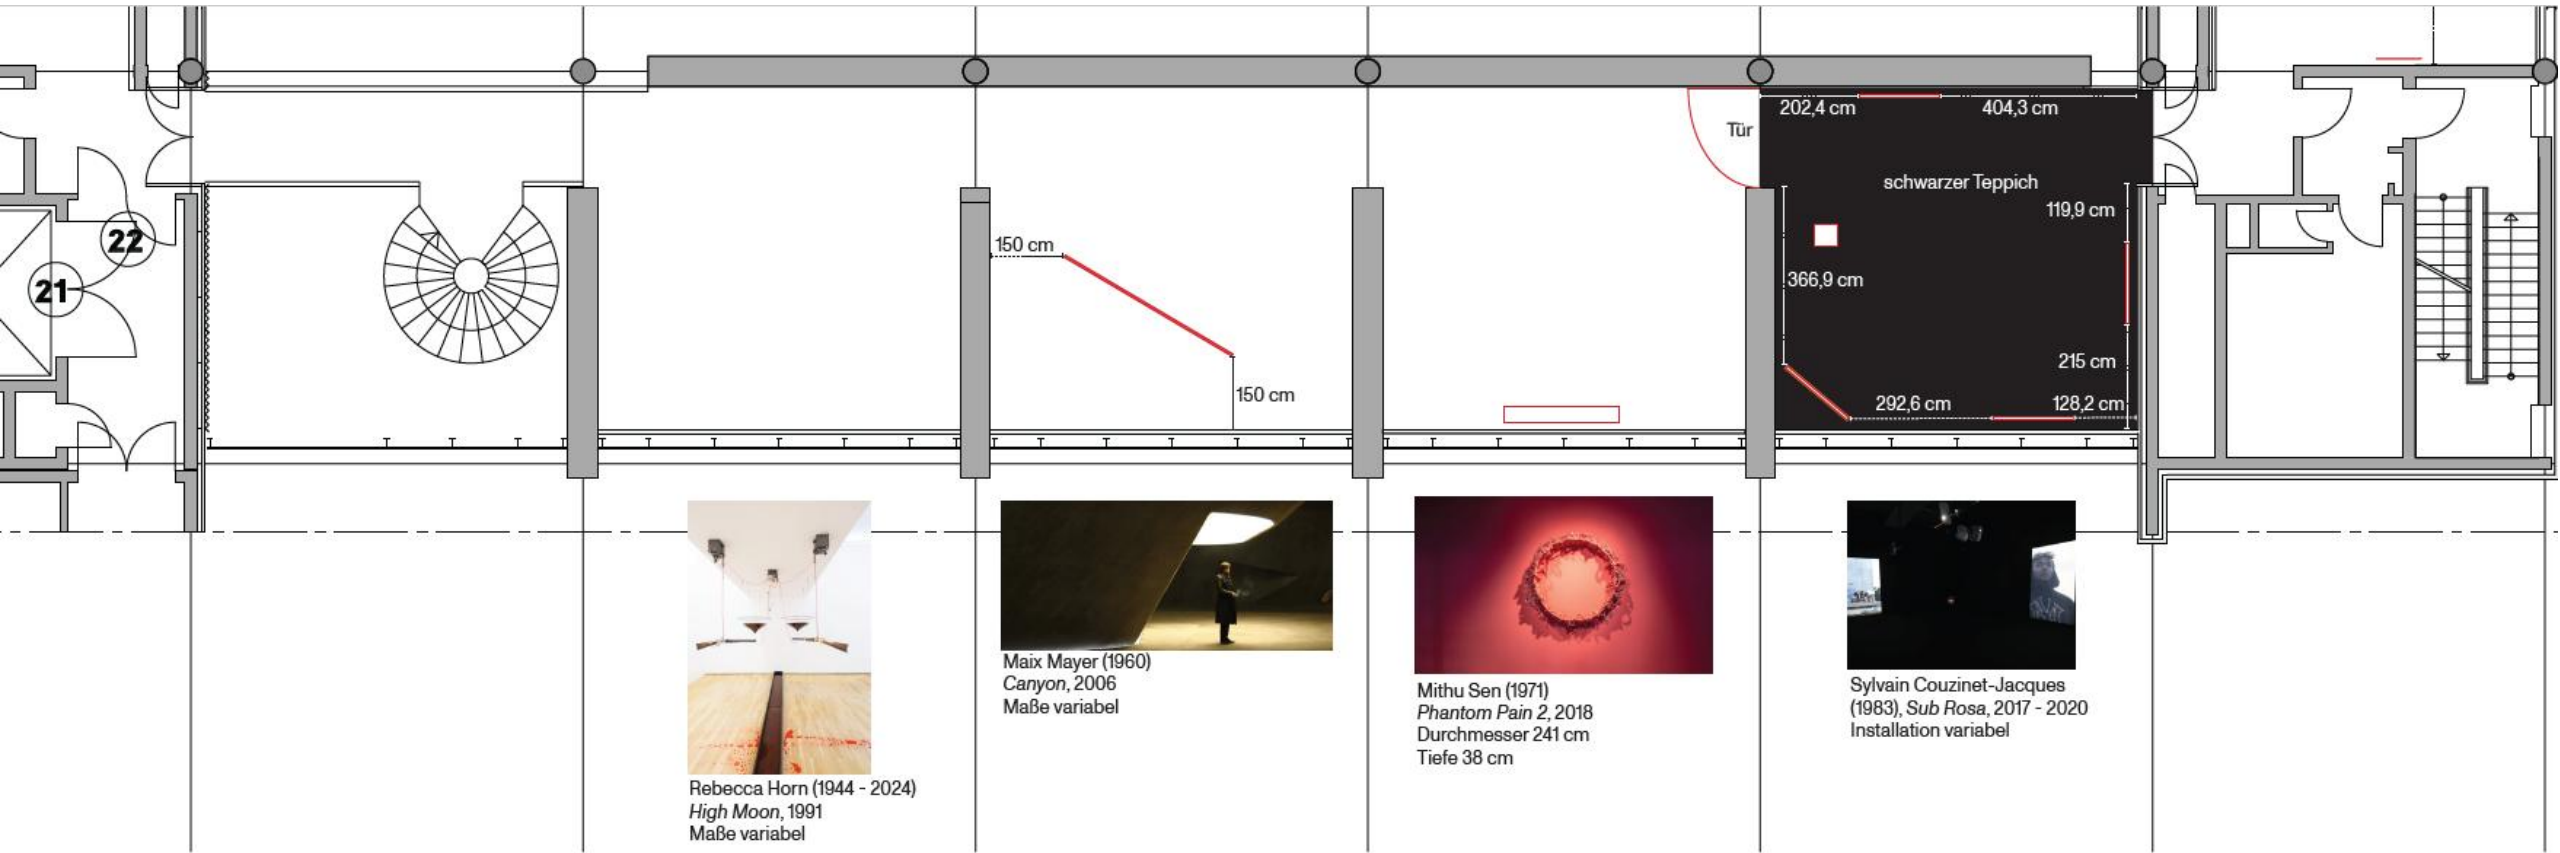 202,4 cm
404,3 cm
Tür
schwarzer Teppich
119,9 cm
22
150 cm
366,9 cm
21
215 cm
150 cm
292,6 cm
128,2 cm
Rebecca Horn (1944 - 2024)
High Moon, 1991
Maße variabel
Maix Mayer (1960)
Canyon, 2006
Maße variabel
Mithu Sen (1971)
Phantom Pain 2, 2018
Durchmesser 241 cm
Tiefe 38 cm
Sylvain Couzinet-Jacques
(1983), Sub Rosa, 2017 - 2020
Installation variabel